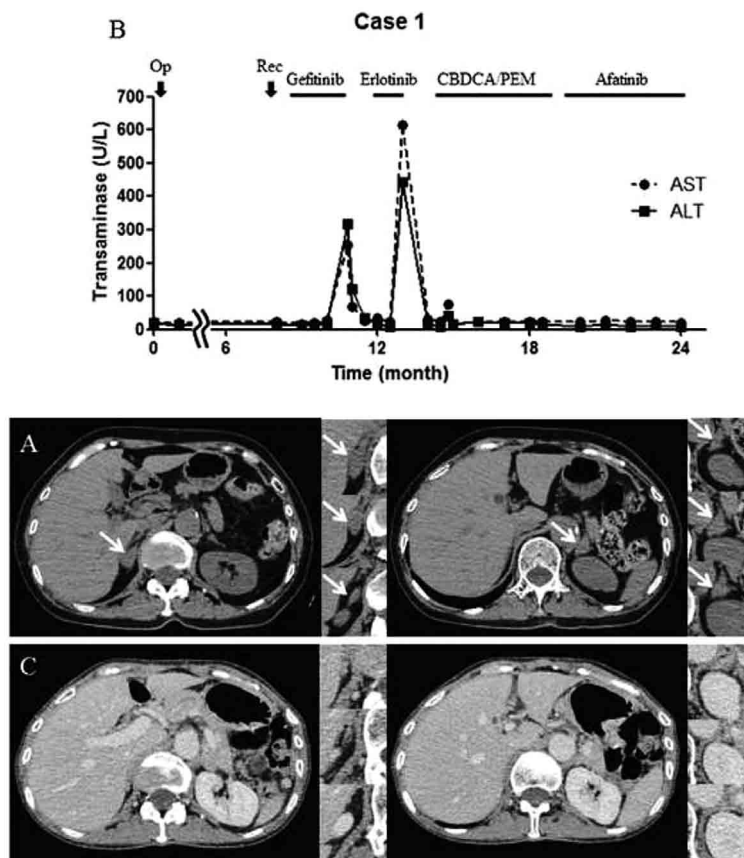 B
Case 1
Op
Rec
Gefitinib
Erlotinib
CBDCA/PEM
Afatinib
700
600
500
400
300
200
100
0
Transaminase (U/L)
AST
ALT
0
6
12
18
24
Time (month)
A
C